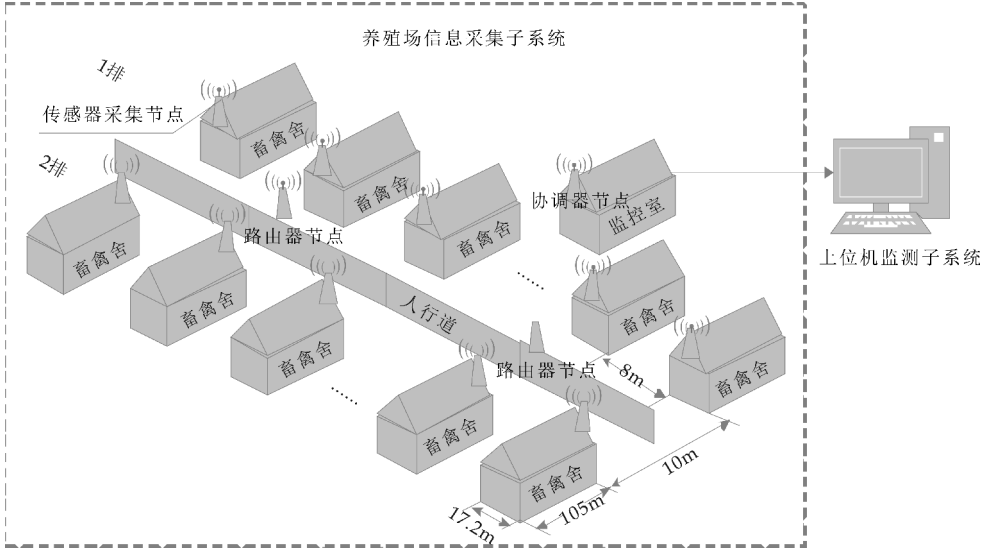 养殖场信息采集子系统
1排
传感器采集节点
畜禽舍
2排
畜禽舍
协调器节点
监控室
畜禽舍
路由器节点
畜禽舍
上位机监测子系统
畜禽舍
……
畜禽舍
人行道
畜禽舍
路由器节点
8m
畜禽舍
……
畜禽舍
10m
畜禽舍
105m
17.2m